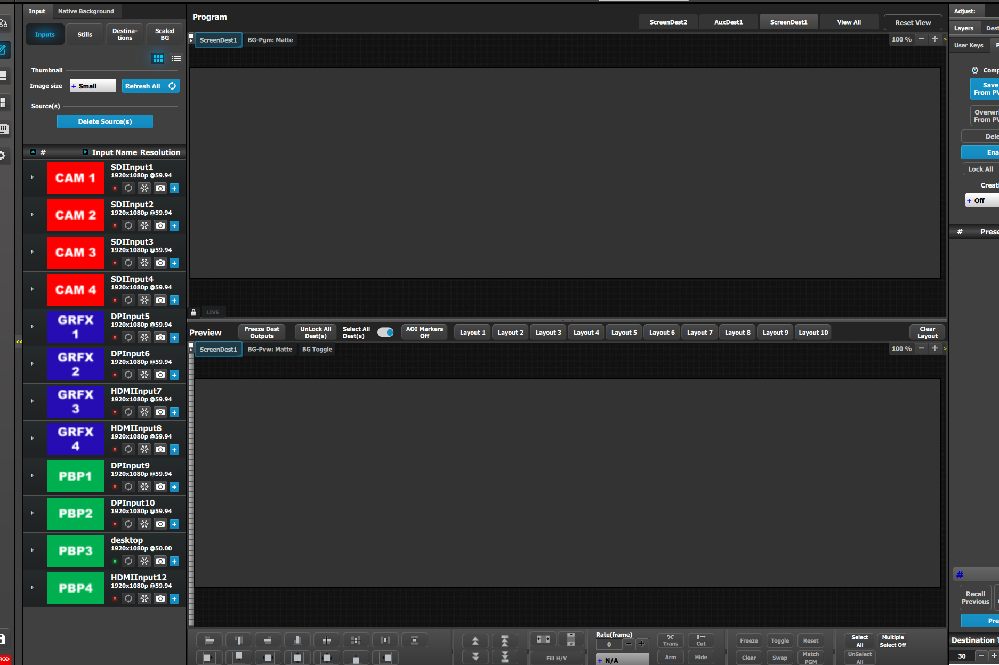 Input
Native Background
Inputs
Stills
Destina-
tions
Scaled
BG
Thumbnail
Image size
+ Small
Refresh All
Source(s)
Delete Source(s)
#
Input Name Resolution
CAM 1
SDIInput1
1920x1080p @59.94
CAM 2
SDIInput2
1920x1080p @59.94
CAM 3
SDIInput3
1920x1080p @59.94
CAM 4
SDIInput4
1920x1080p @59.94
GRFX
1
DPInput5
1920x1080p @59.94
GRFX
2
DPInput6
1920x1080p @59.94
GRFX
3
HDMIInput7
1920x1080p @59.94
GRFX
4
HDMIInput8
1920x1080p @59.94
PBP1
DPInput9
1920x1080p @59.94
PBP2
DPInput10
1920x1080p @59.94
PBP3
desktop
1920x1080p @50.00
PBP4
HDMIInput12
1920x1080p @59.94
<<
Program
ScreenDest2
AuxDest1
ScreenDest1
View All
Reset View
ScreenDest1
BG-Pgm: Matte
100 %
− +
>
LIVE
Preview
Freeze Dest
Outputs
UnLock All
Dest(s)
Select All
Dest(s)
AOI Markers
Off
Layout 1
Layout 2
Layout 3
Layout 4
Layout 5
Layout 6
Layout 7
Layout 8
Layout 9
Layout 10
Clear
Layout
ScreenDest1
BG-Pvw: Matte
BG Toggle
100 %
− +
>
Fill H/V
Rate(frame)
0
− +
+ N/A
Trans
Cut
Arm
Hide
Freeze
Toggle
Reset
Clear
Swap
Match
PGM
Select
All
Multiple
Select Off
UnSelect
All
Adjust:
Layers
Dest
User Keys
P
Comp
Save
From PV
Overwri
From PV
Dele
Ena
Lock All
Creati
+ Off
#
Prese
#
Recall
Previous
Pre
Destination T
30
− +